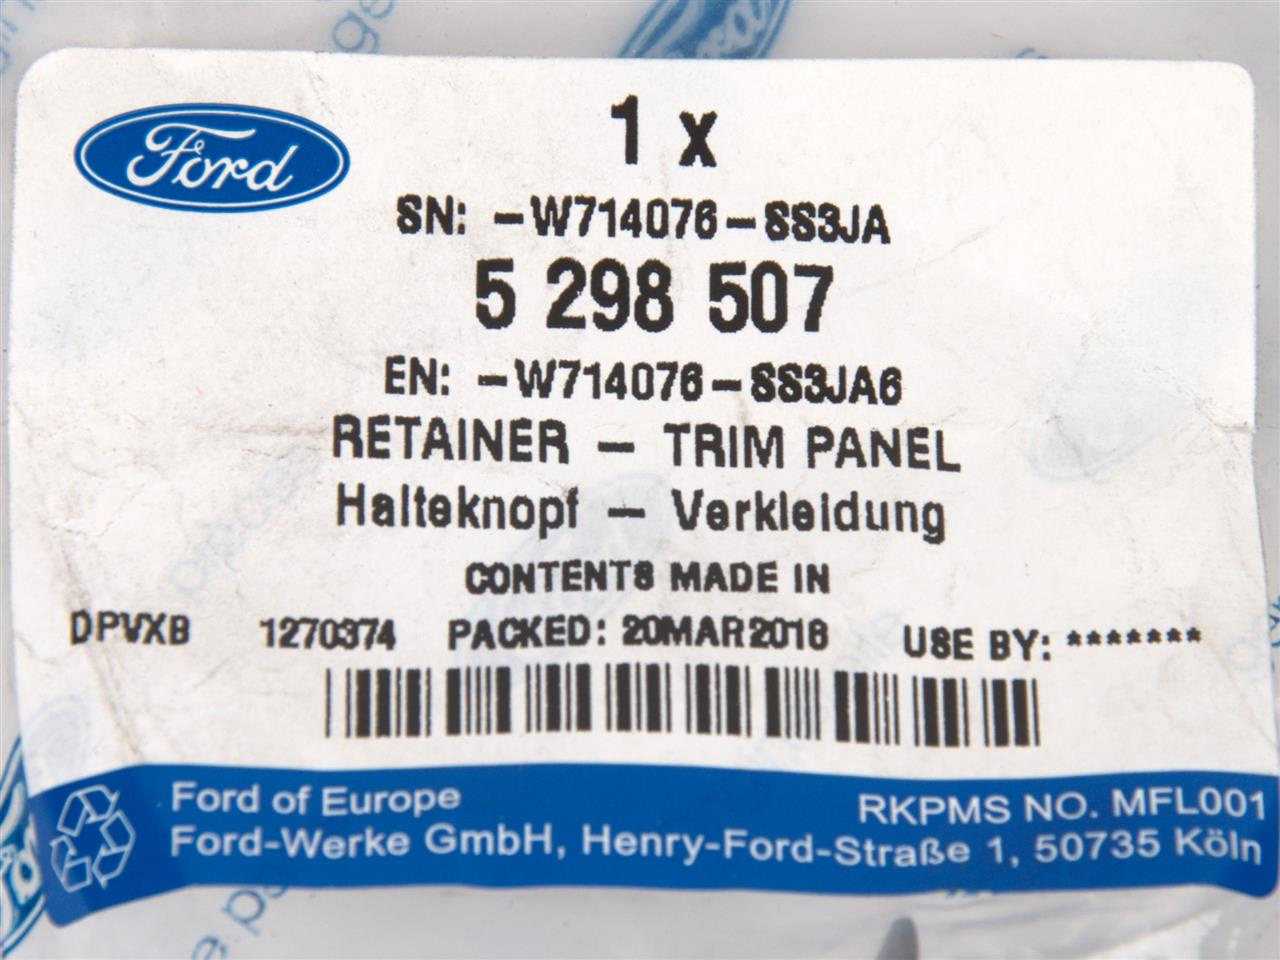 Ford
1 x
SN: -W714076-SS3JA
5 298 507
EN: -W714076-SS3JA6
RETAINER - TRIM PANEL
Halteknopf - Verkleidung
CONTENTS MADE IN
DPVXB 1270374 PACKED: 20MAR2016 USE BY: *******
Ford of Europe RKPMS NO. MFL001
Ford-Werke GmbH, Henry-Ford-Straße 1, 50735 Köln